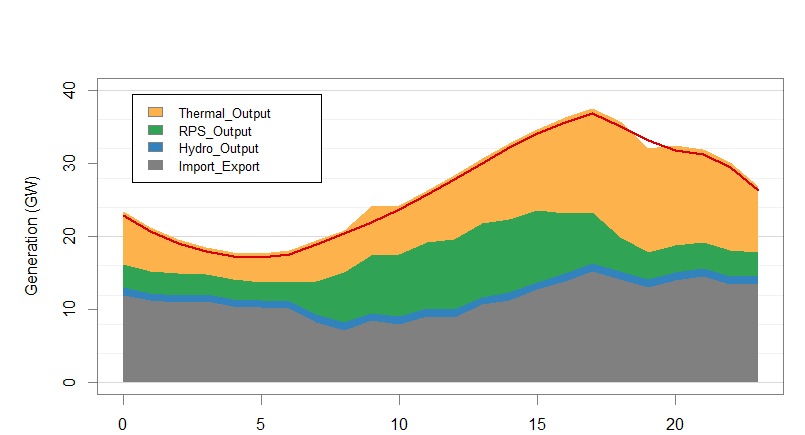 40
30
20
10
0
Generation (GW)
Thermal_Output
RPS_Output
Hydro_Output
Import_Export
0 5 10 15 20